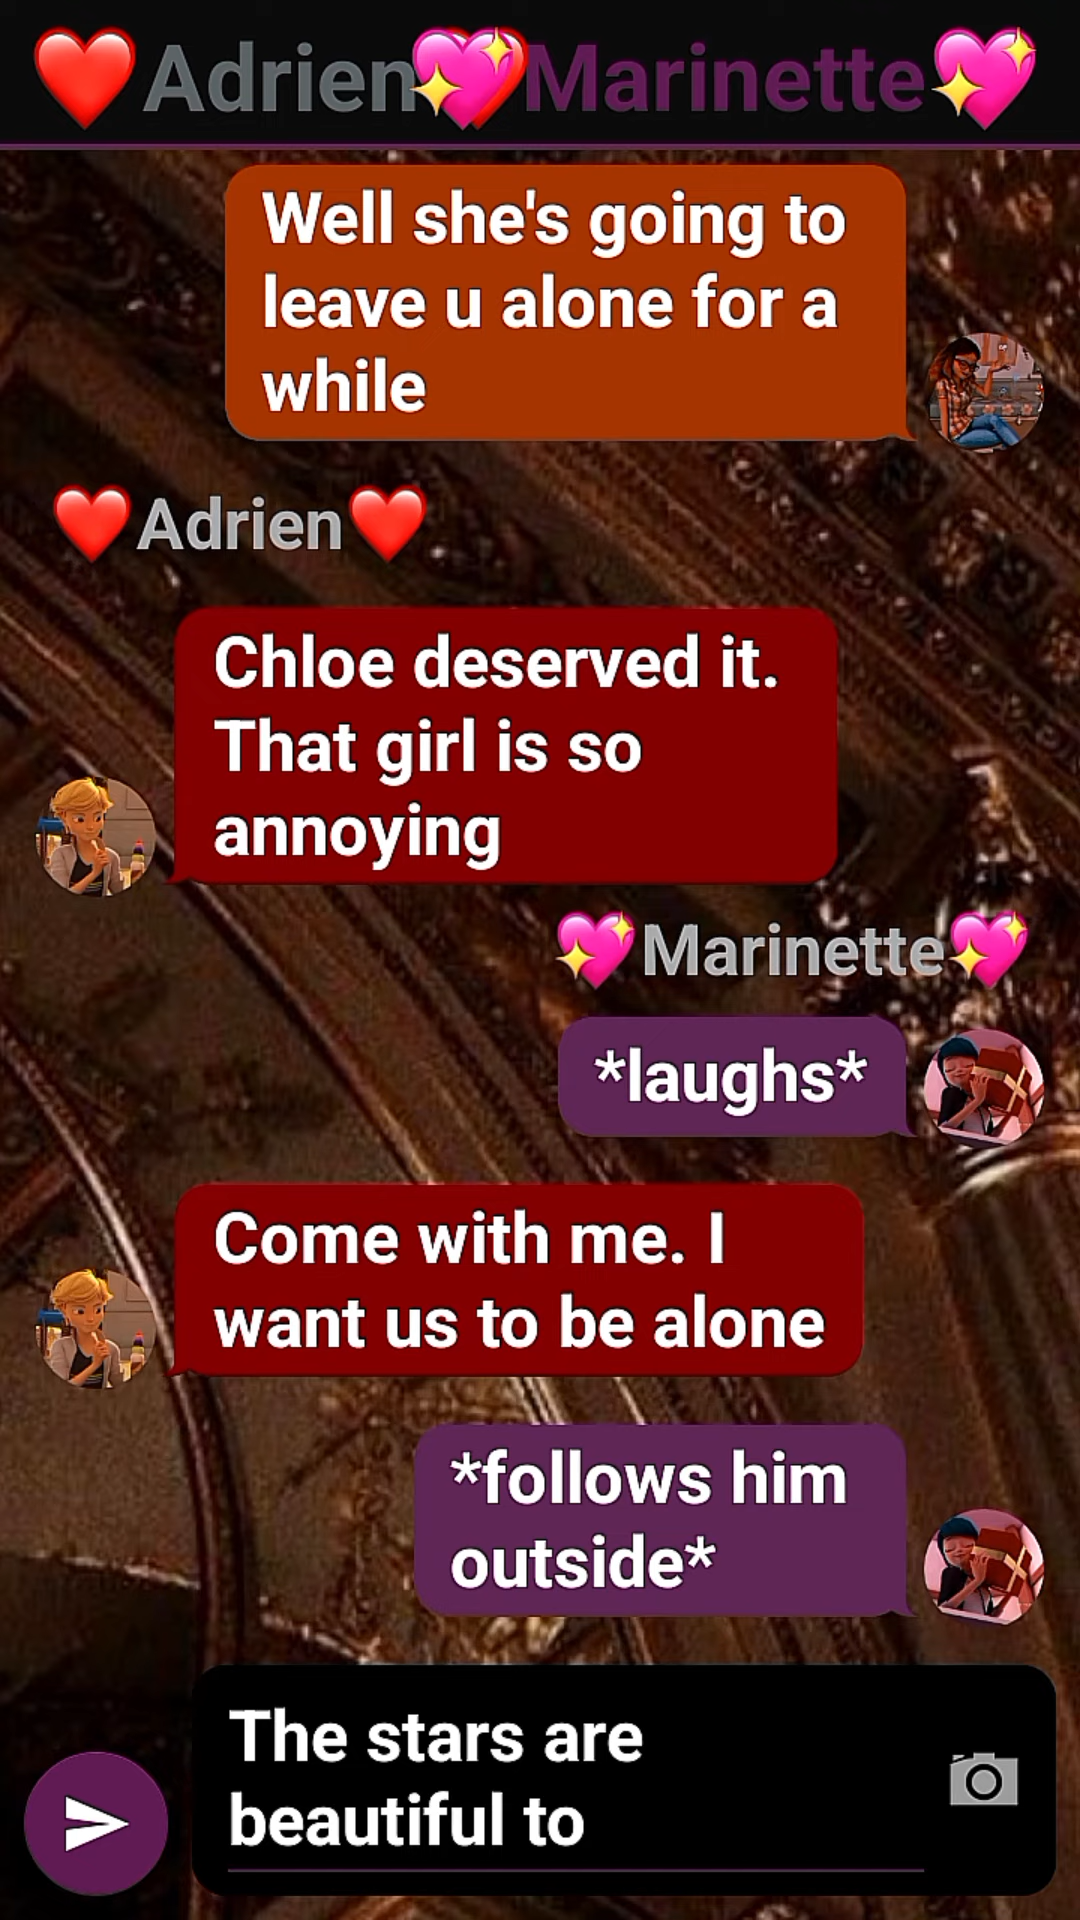 ❤️Adrien💖Marinette💖
Well she's going to
leave u alone for a
while
❤️Adrien❤️
Chloe deserved it.
That girl is so
annoying
💖Marinette💖
*laughs*
Come with me. I
want us to be alone
*follows him
outside*
The stars are
beautiful to